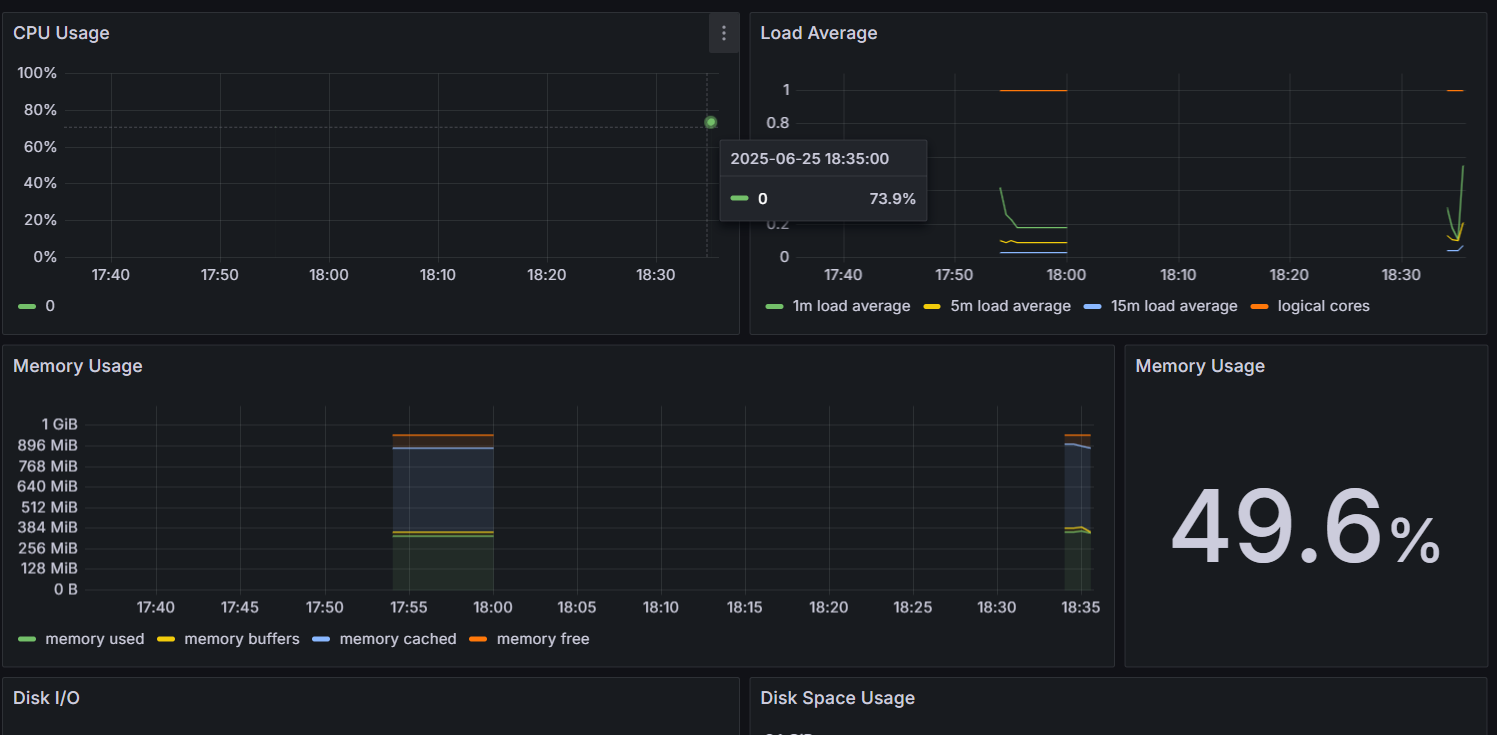 CPU Usage
100%
80%
60%
40%
20%
0%
17:40 17:50 18:00 18:10 18:20 18:30
0
Load Average
1
0.8
0.2
0
17:40 17:50 18:00 18:10 18:20 18:30
1m load average 5m load average 15m load average logical cores
2025-06-25 18:35:00
0 73.9%
Memory Usage
1 GiB
896 MiB
768 MiB
640 MiB
512 MiB
384 MiB
256 MiB
128 MiB
0 B
17:40 17:45 17:50 17:55 18:00 18:05 18:10 18:15 18:20 18:25 18:30 18:35
memory used memory buffers memory cached memory free
Memory Usage
49.6%
Disk I/O
Disk Space Usage